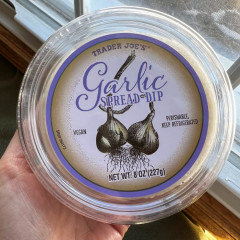 TRADER JOE'S®
Garlic
SPREAD•DIP
VEGAN
PERISHABLE,
KEEP REFRIGERATED
NET WT. 8 OZ (227g)